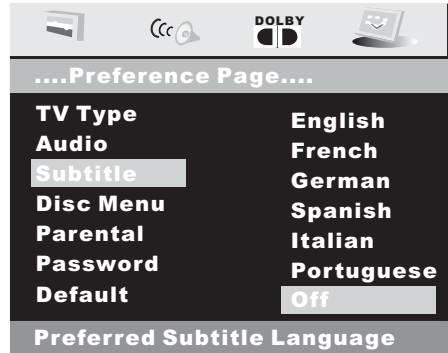 DOLBY
....Preference Page....
TV Type
Audio
Subtitle
Disc Menu
Parental
Password
Default
English
French
German
Spanish
Italian
Portuguese
Off
Preferred Subtitle Language